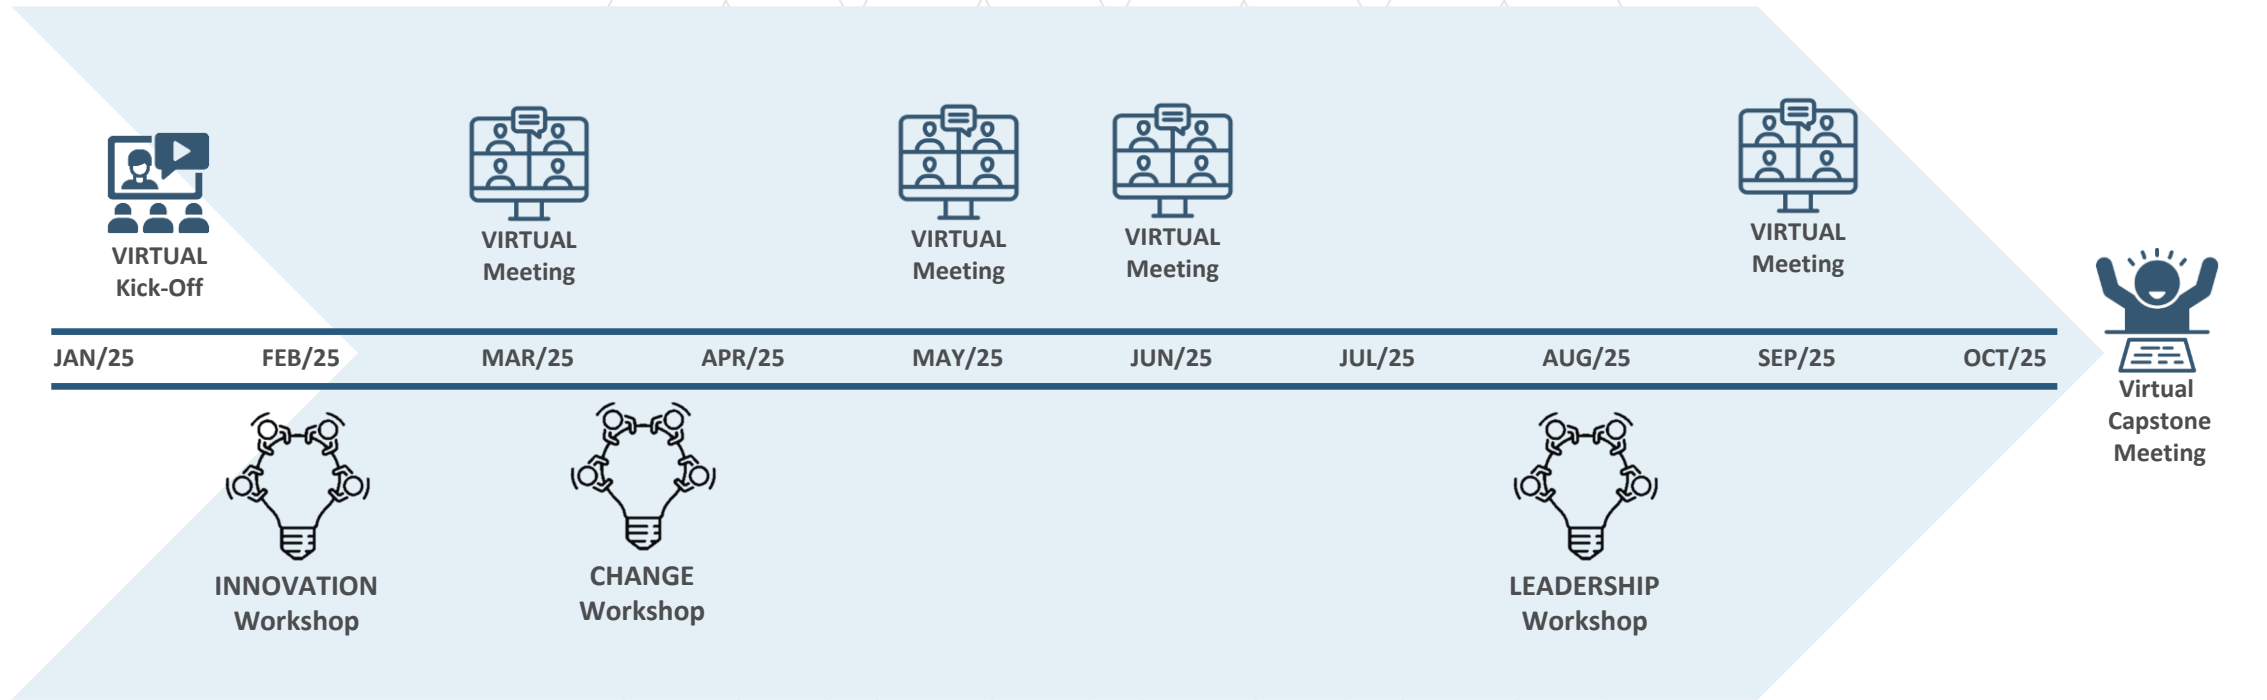 VIRTUAL
Kick-Off
VIRTUAL
Meeting
VIRTUAL
Meeting
VIRTUAL
Meeting
VIRTUAL
Meeting
JAN/25 FEB/25 MAR/25 APR/25 MAY/25 JUN/25 JUL/25 AUG/25 SEP/25 OCT/25
Virtual
Capstone
Meeting
INNOVATION
Workshop
CHANGE
Workshop
LEADERSHIP
Workshop